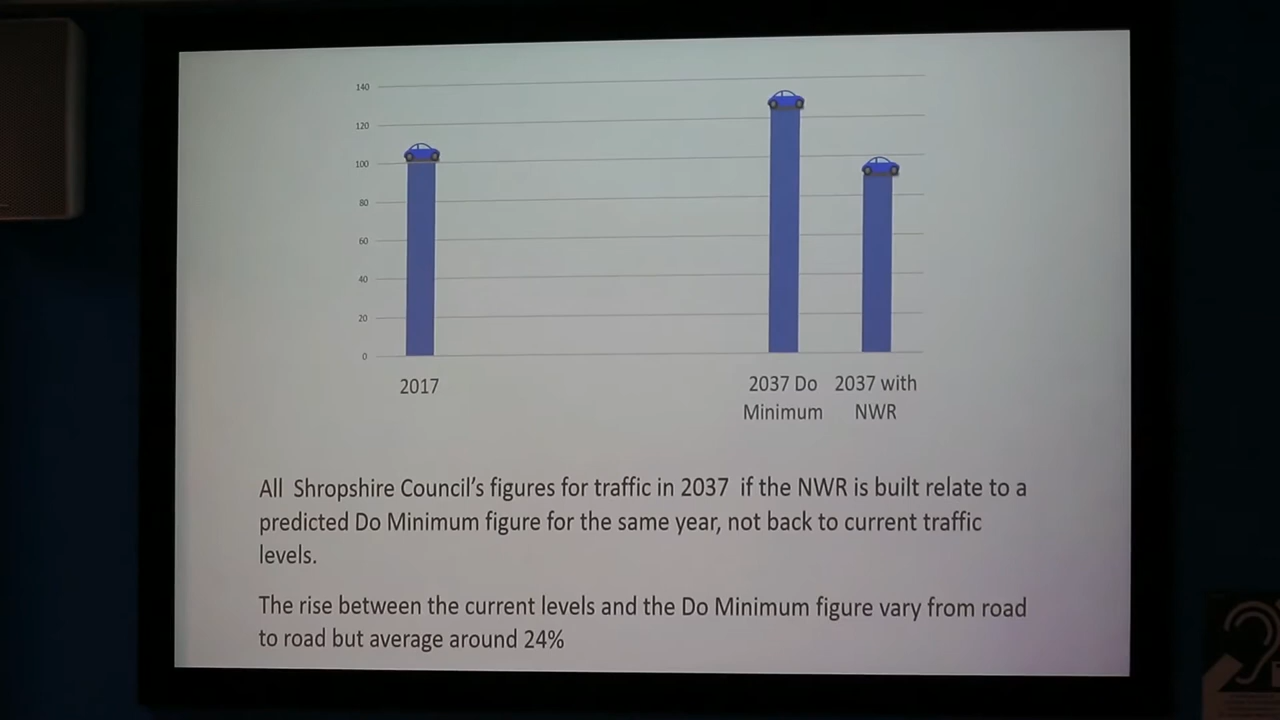 140
120
100
80
60
40
20
0
2017
2037 Do
Minimum
2037 with
NWR
All Shropshire Council's figures for traffic in 2037 if the NWR is built relate to a
predicted Do Minimum figure for the same year, not back to current traffic
levels.
The rise between the current levels and the Do Minimum figure vary from road
to road but average around 24%